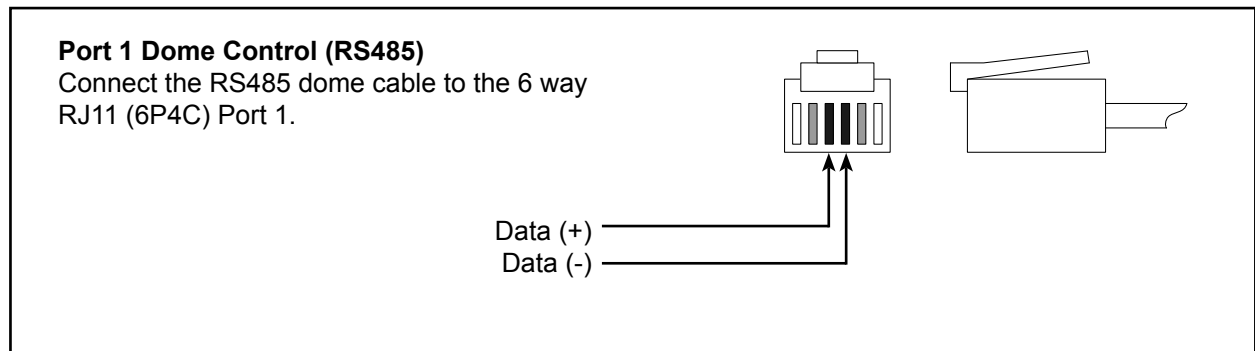 Port 1 Dome Control (RS485)
Connect the RS485 dome cable to the 6 way
RJ11 (6P4C) Port 1.
Data (+)
Data (-)